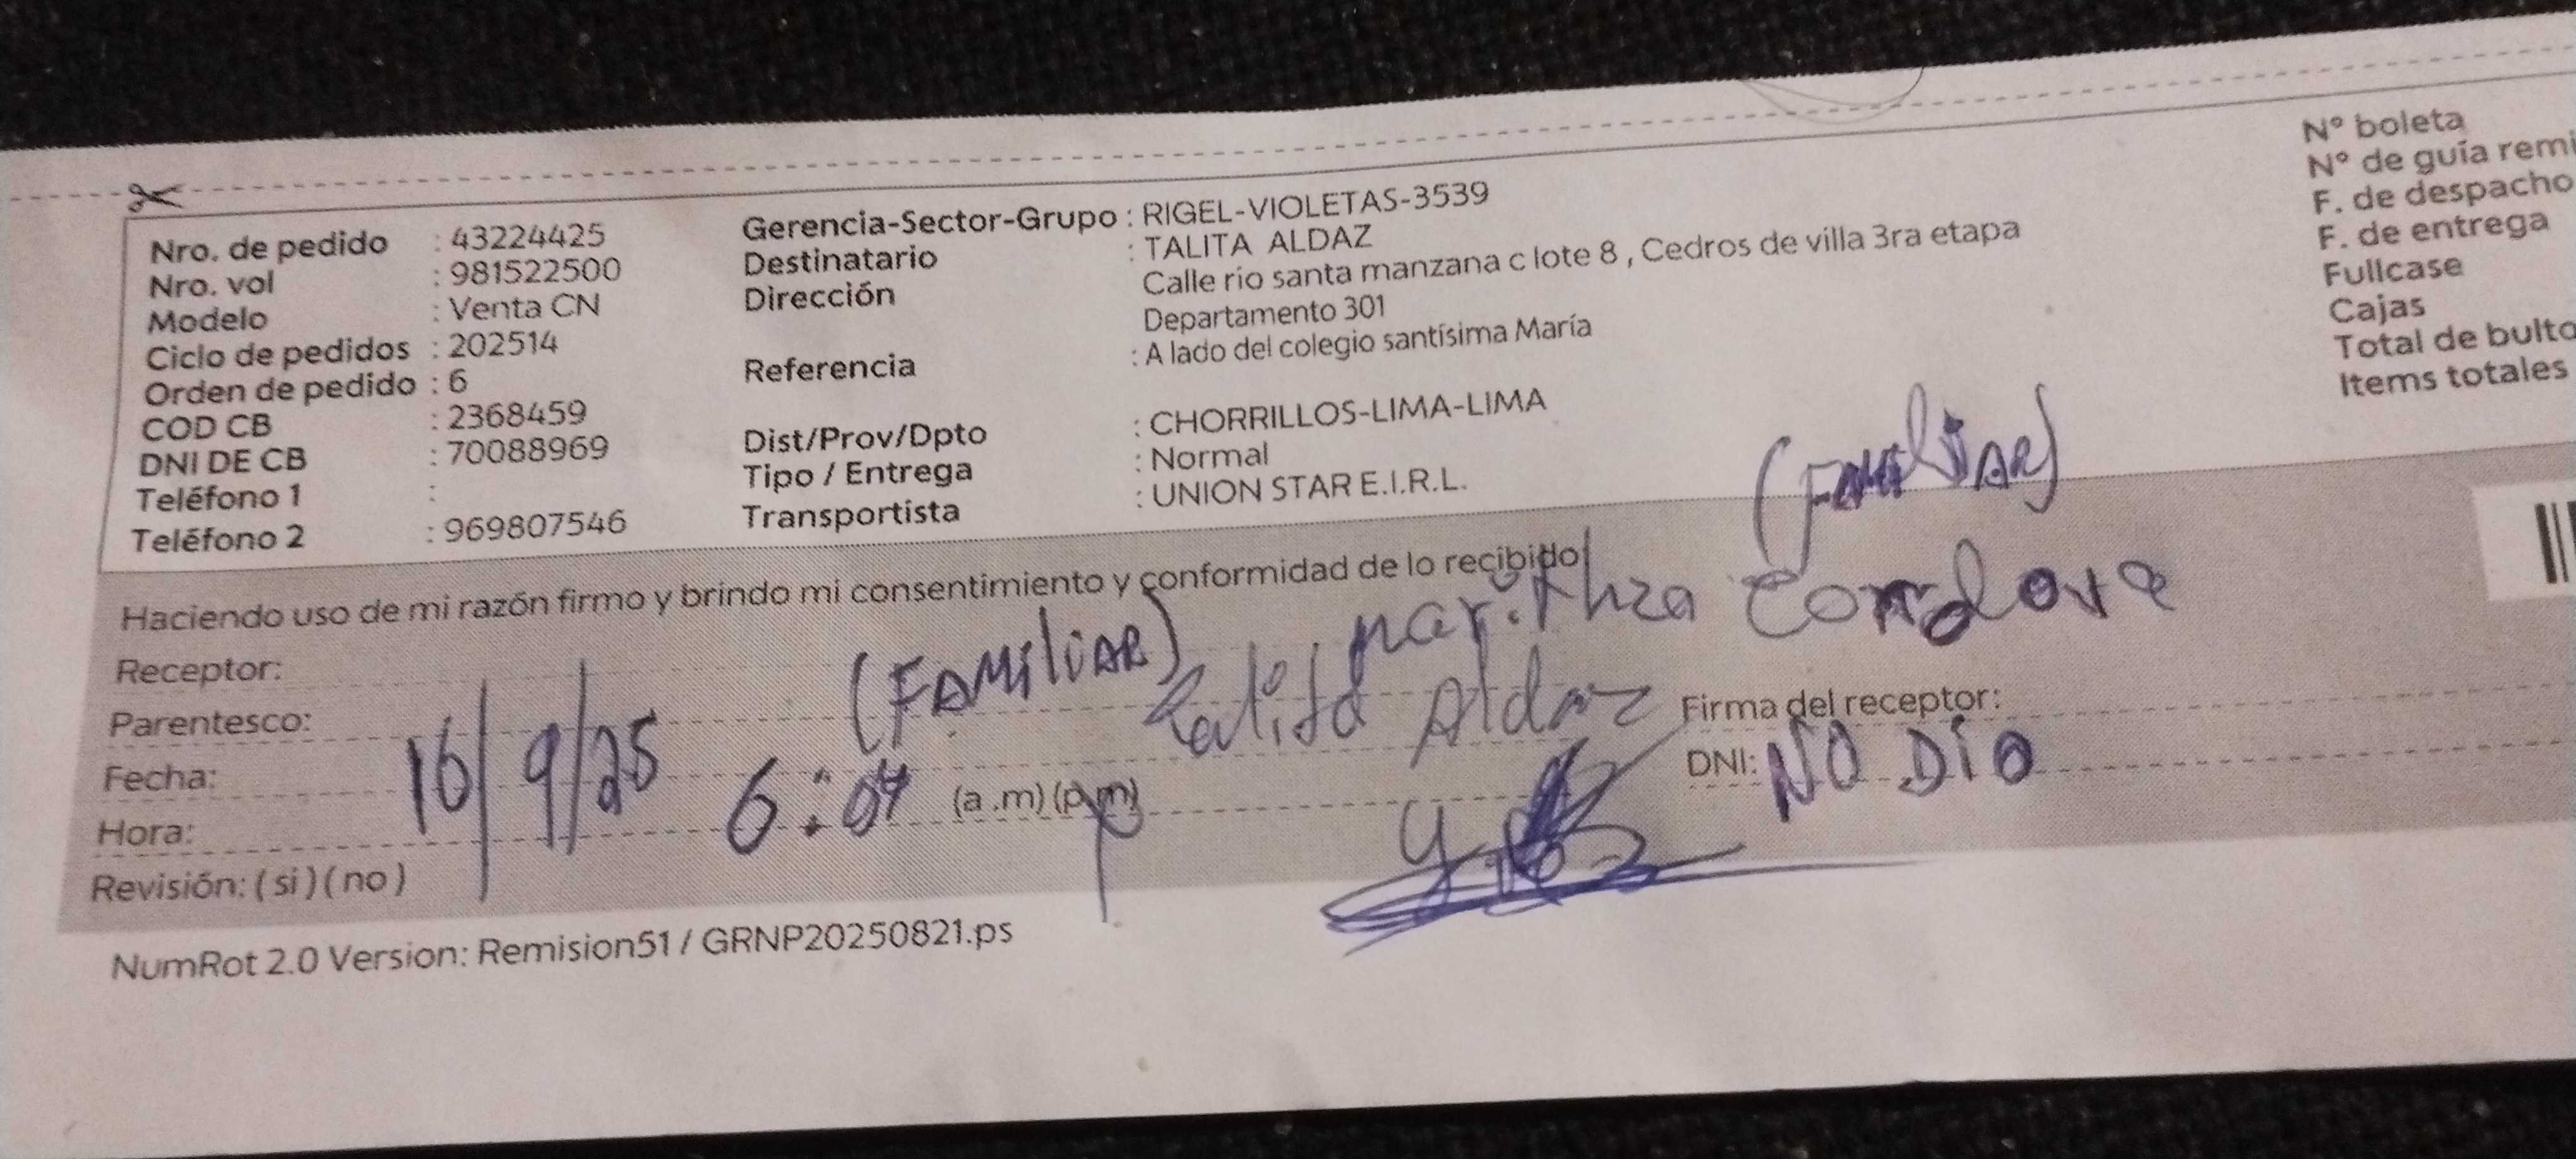 Nro. de pedido : 43224425
Nro. vol : 981522500
Modelo : Venta CN
Ciclo de pedidos : 202514
Orden de pedido : 6
COD CB : 2368459
DNI DE CB : 70088969
Teléfono 1 :
Teléfono 2 : 969807546
Gerencia-Sector-Grupo : RIGEL-VIOLETAS-3539
Destinatario : TALITA ALDAZ
Dirección Calle río santa manzana c lote 8 , Cedros de villa 3ra etapa
Departamento 301
Referencia : A lado del colegio santísima María
Dist/Prov/Dpto : CHORRILLOS-LIMA-LIMA
Tipo / Entrega : Normal
Transportista : UNION STAR E.I.R.L.
N° boleta
N° de guía remi
F. de despacho
F. de entrega
Fullcase
Cajas
Total de bulto
Items totales
(FAMILIAR)
Haciendo uso de mi razón firmo y brindo mi consentimiento y conformidad de lo recibido
Cordova
Receptor:
(FAMILIAR)
Talita Aldaz
Parentesco:
Firma del receptor:
Fecha: 16/9/25
DNI: NO DIO
Hora: 6:04 (a .m) (p.m)
Revisión: ( si ) ( no )
NumRot 2.0 Version: Remision51 / GRNP20250821.ps